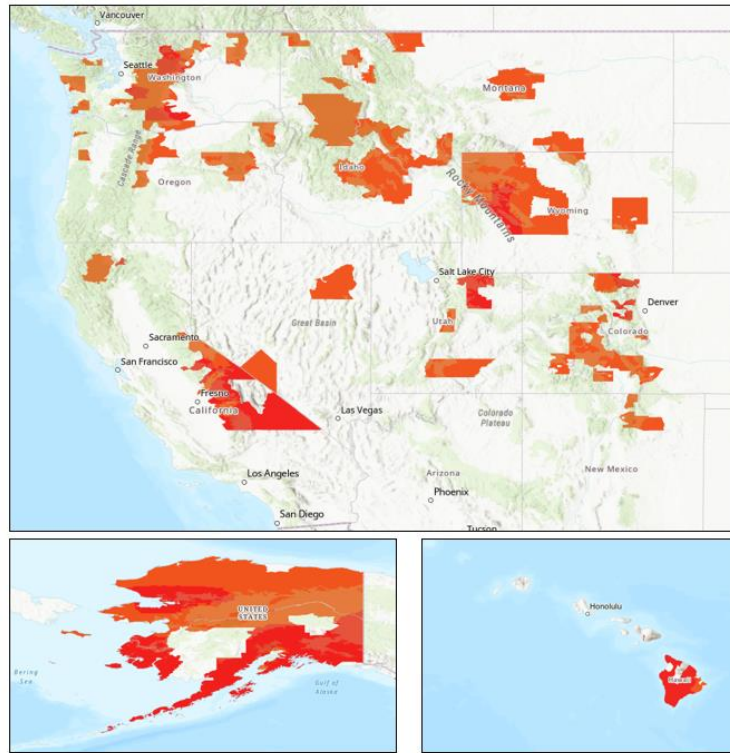 Vancouver
Seattle
Washington
Montana
Cascade Range
Oregon
Idaho
Rocky Mountains
Wyoming
Salt Lake City
Great Basin
Utah
Denver
Colorado
Sacramento
San Francisco
Fresno
California
Las Vegas
Colorado
Plateau
Los Angeles
Arizona
New Mexico
Phoenix
San Diego
Tucson
UNITED
STATES
Bering
Sea
Gulf of
Alaska
Honolulu
Hawaii